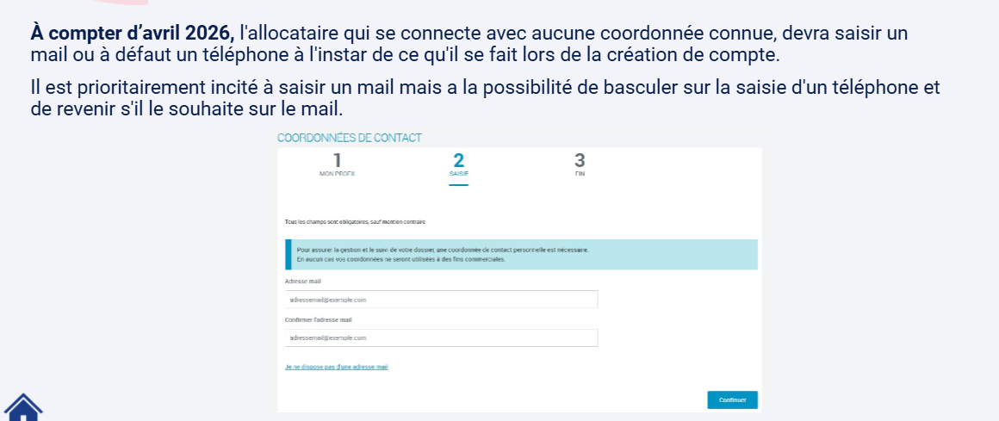 À compter d’avril 2026, l'allocataire qui se connecte avec aucune coordonnée connue, devra saisir un
mail ou à défaut un téléphone à l'instar de ce qu'il se fait lors de la création de compte.
Il est prioritairement incité à saisir un mail mais a la possibilité de basculer sur la saisie d'un téléphone et
de revenir s'il le souhaite sur le mail.
COORDONNÉES DE CONTACT
1 2 3
MON PROFIL SAISIE FIN
Tous les champs sont obligatoires, sauf mention contraire
Pour assurer la gestion et le suivi de votre dossier, une coordonnée de contact personnelle est nécessaire.
En aucun cas vos coordonnées ne seront utilisées à des fins commerciales.
Adresse mail
adressemail@exemple.com
Confirmer l'adresse mail
adressemail@exemple.com
Je ne dispose pas d'une adresse mail
Continuer